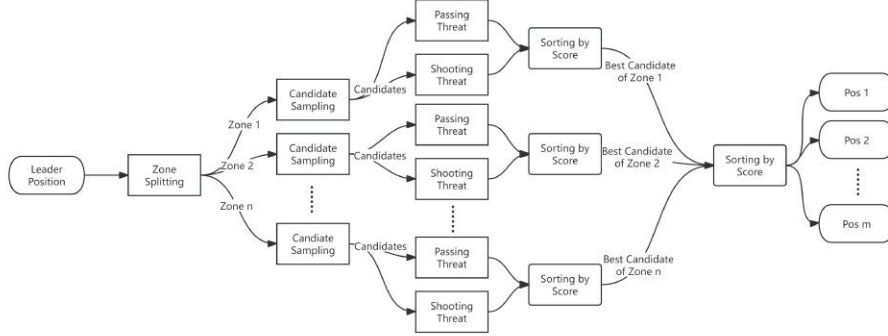 Leader
Position
Zone
Splitting
Zone 1
Zone 2
Zone n
Candidate
Sampling
Candidate
Sampling
Candiate
Sampling
Candidates
Candidates
Candidates
Passing
Threat
Shooting
Threat
Passing
Threat
Shooting
Threat
Passing
Threat
Shooting
Threat
Sorting by
Score
Sorting by
Score
Sorting by
Score
Best Candidate
of Zone 1
Best Candidate
of Zone 2
Best Candidate
of Zone n
Sorting by
Score
Pos 1
Pos 2
Pos m